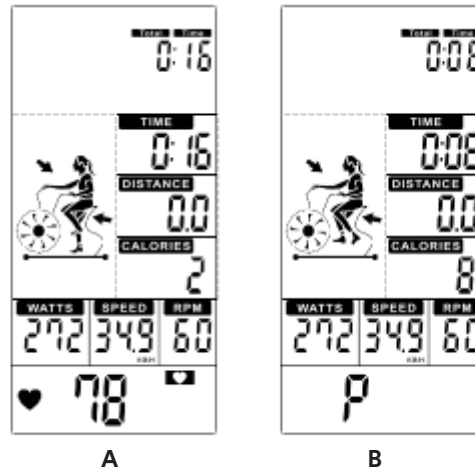 Total Time
0:16
TIME
0:16
DISTANCE
0.0
CALORIES
2
WATTS SPEED RPM
272 34.9 60
KM/H
78
A
Total Time
0:08
TIME
0:08
DISTANCE
0.0
CALORIES
8
WATTS SPEED RPM
272 34.9 60
KM/H
P
B